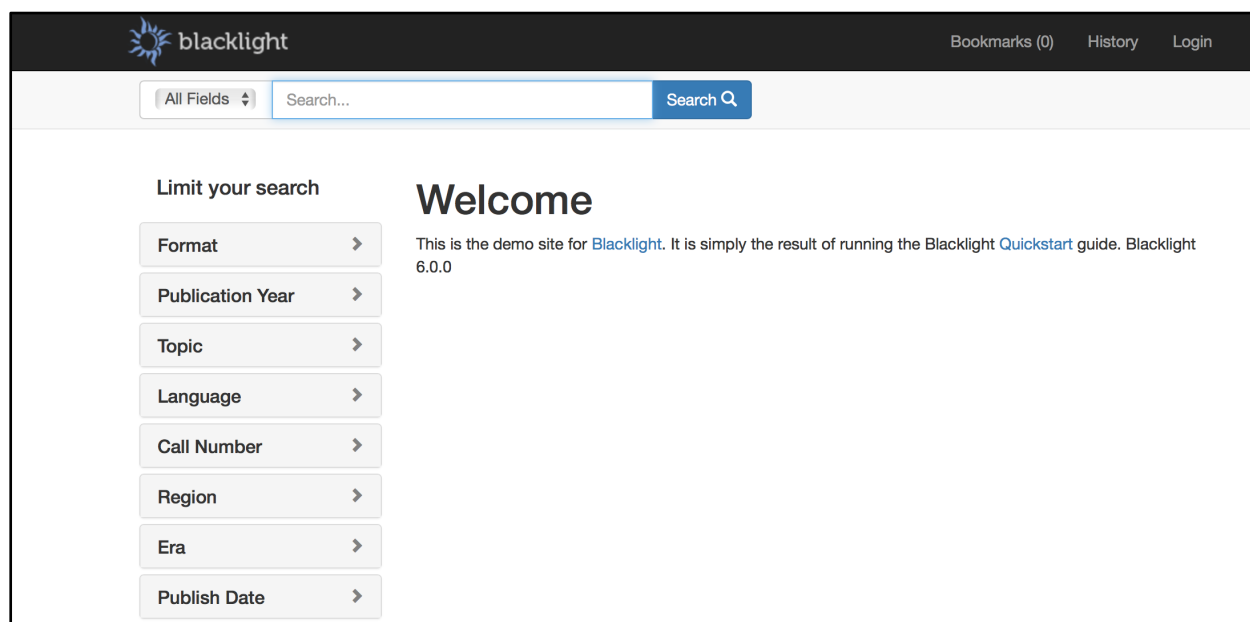 blacklight
Bookmarks (0) History Login
All Fields Search... Search
Limit your search
Format
Publication Year
Topic
Language
Call Number
Region
Era
Publish Date
Welcome
This is the demo site for Blacklight. It is simply the result of running the Blacklight Quickstart guide. Blacklight
6.0.0